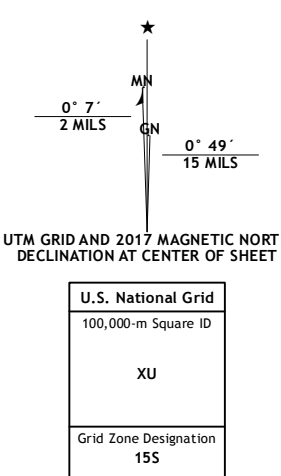 ★
MN
0° 7´
2 MILS
GN
0° 49´
15 MILS
UTM GRID AND 2017 MAGNETIC NORT
DECLINATION AT CENTER OF SHEET
U.S. National Grid
100,000-m Square ID
XU
Grid Zone Designation
15S